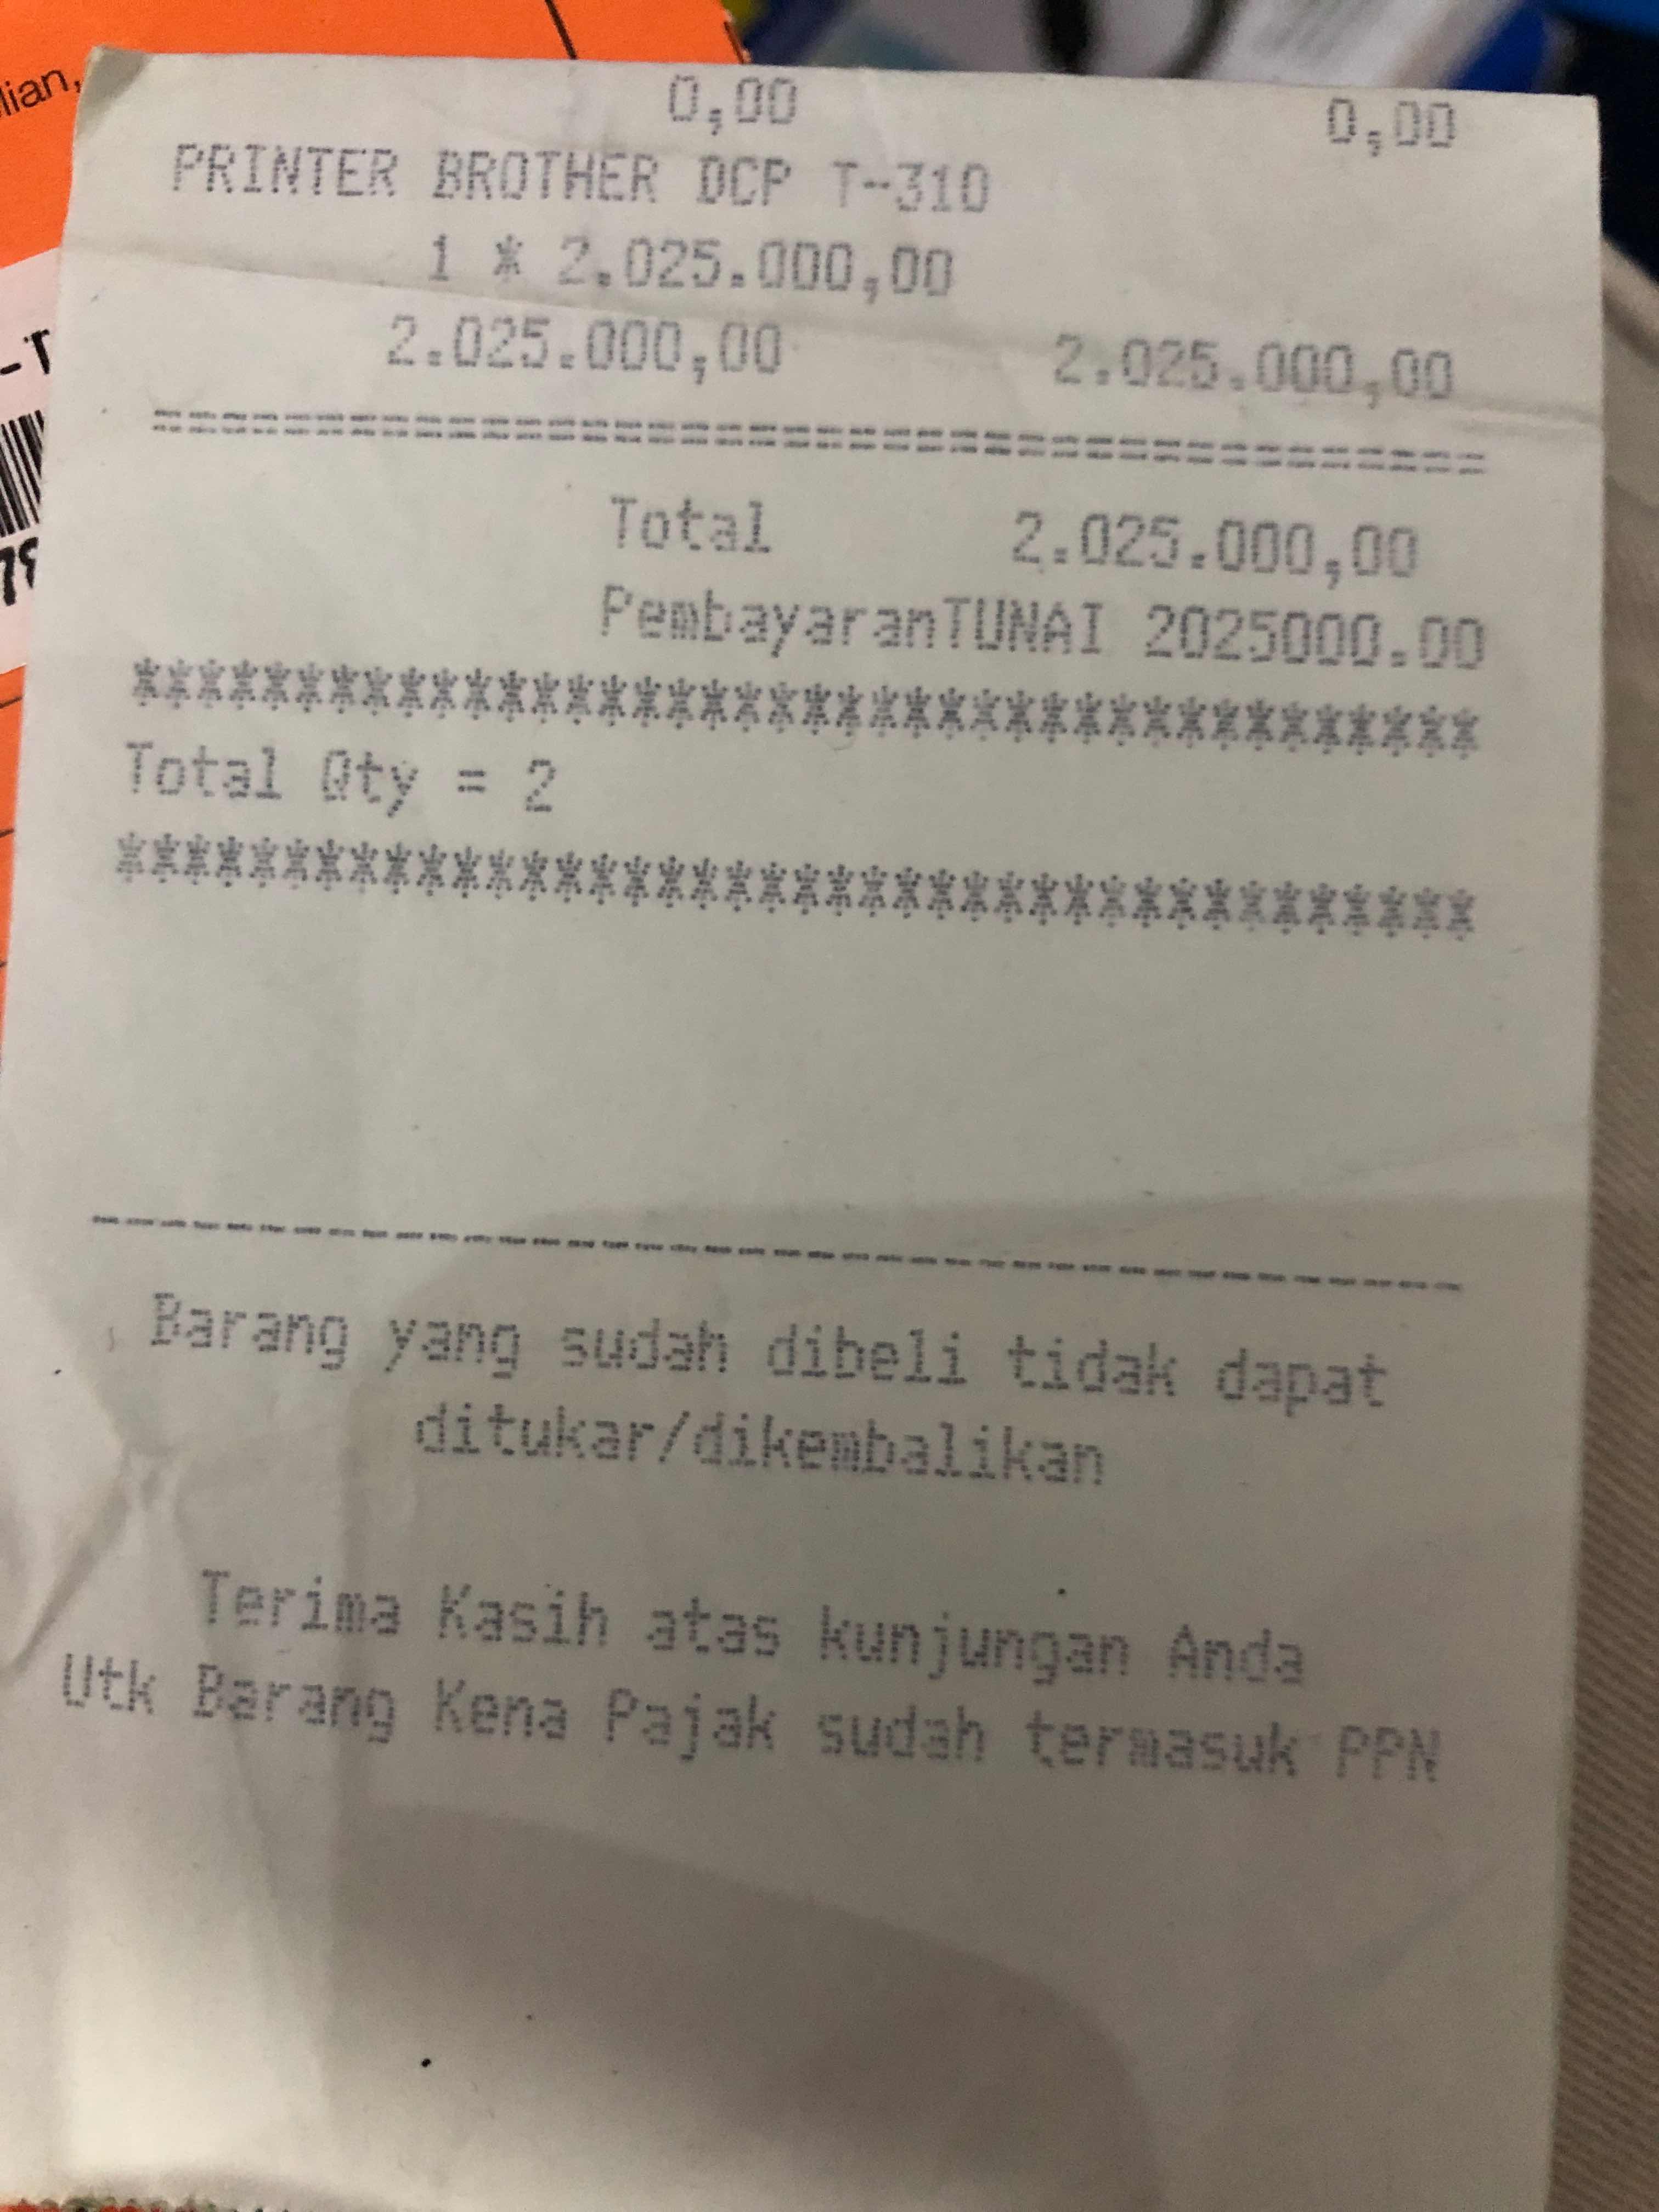 lian,
0,00 0,00
PRINTER BROTHER DCP T-310
1 * 2.025.000,00
2.025.000,00 2.025.000,00
================================================
Total 2.025.000,00
PembayaranTUNAI 2025000.00
****************************************
Total Qty = 2
****************************************
----------------------------------------
Barang yang sudah dibeli tidak dapat
ditukar/dikembalikan
Terima Kasih atas Kunjungan Anda
Utk Barang Kena Pajak sudah termasuk PPN
-T
79